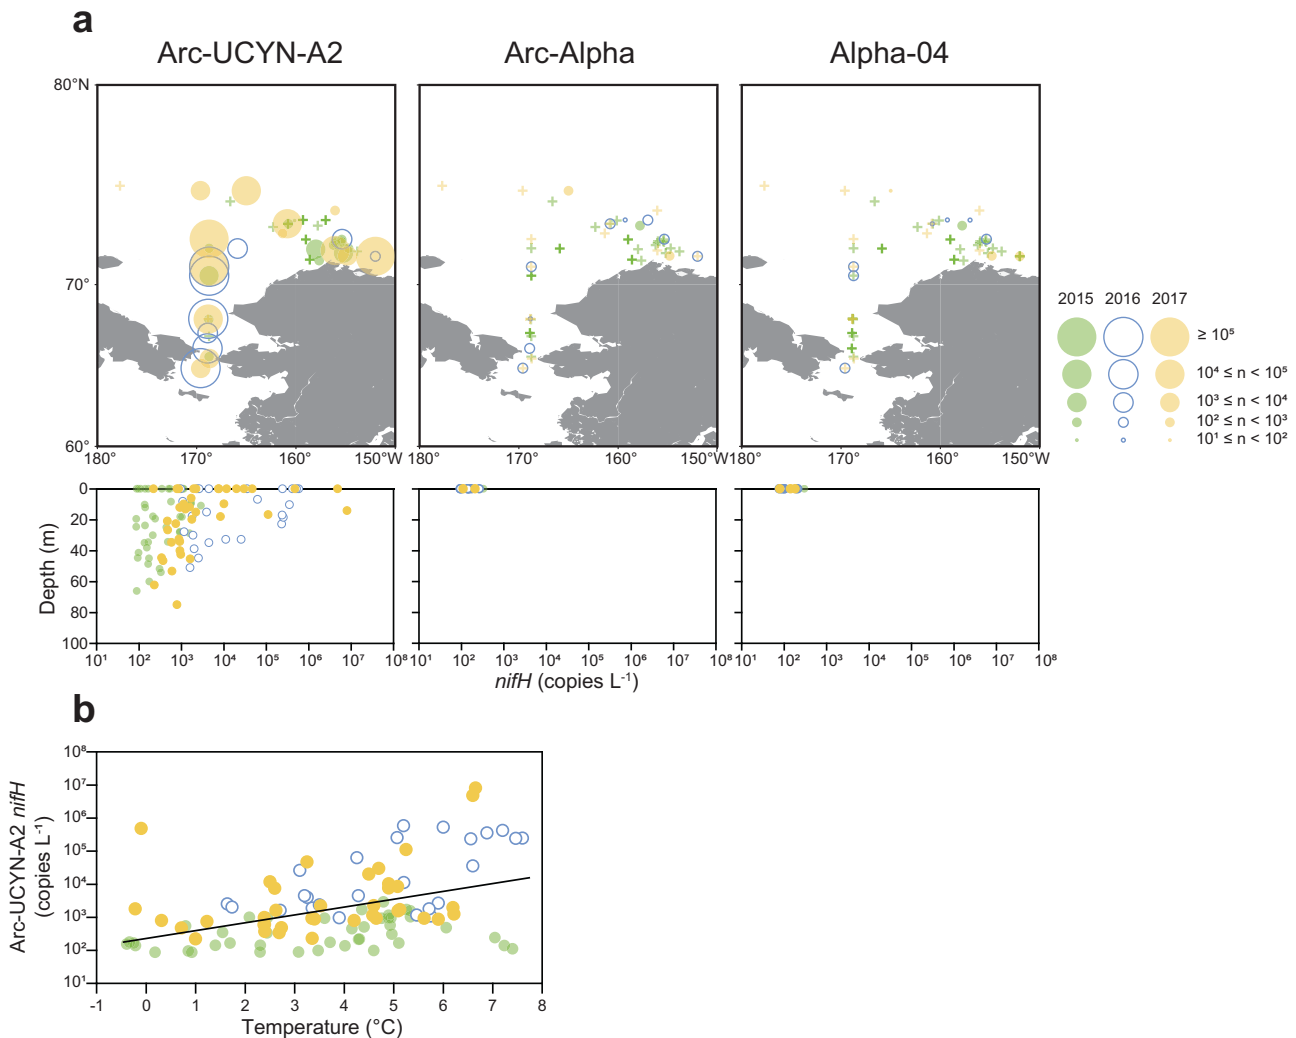 a
Arc-UCYN-A2 Arc-Alpha Alpha-04
80°N
70°
60°
180° 170° 160° 150°W 180° 170° 160° 150°W 180° 170° 160° 150°W
2015 2016 2017
≥ 10⁵
10⁴ ≤ n < 10⁵
10³ ≤ n < 10⁴
10² ≤ n < 10³
10¹ ≤ n < 10²
Depth (m)
0
20
40
60
80
100
10¹ 10² 10³ 10⁴ 10⁵ 10⁶ 10⁷ 10⁸ 10¹ 10² 10³ 10⁴ 10⁵ 10⁶ 10⁷ 10⁸ 10¹ 10² 10³ 10⁴ 10⁵ 10⁶ 10⁷ 10⁸
nifH (copies L⁻¹)
b
Arc-UCYN-A2 nifH
(copies L⁻¹)
10⁸
10⁷
10⁶
10⁵
10⁴
10³
10²
10¹
-1 0 1 2 3 4 5 6 7 8
Temperature (°C)